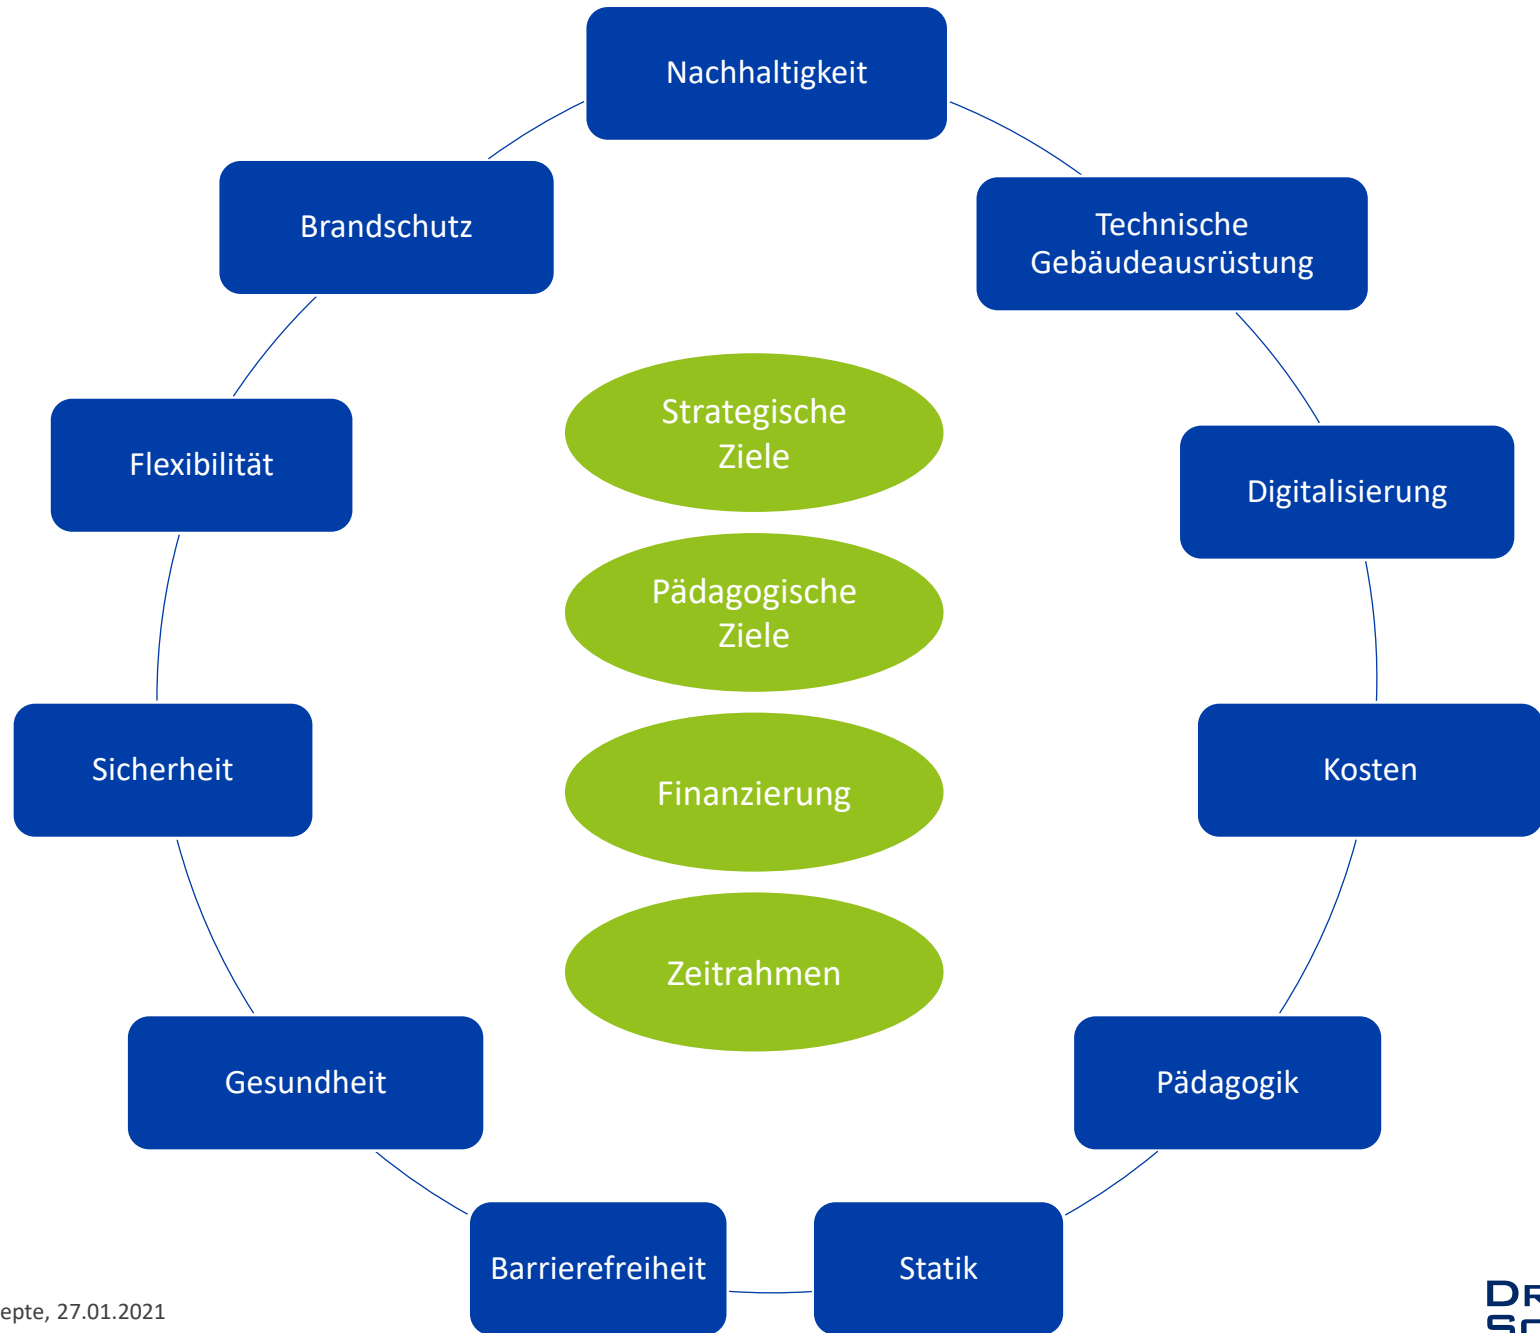 Nachhaltigkeit
Brandschutz
Technische
Gebäudeausrüstung
Strategische
Ziele
Flexibilität
Digitalisierung
Pädagogische
Ziele
Sicherheit
Finanzierung
Kosten
Zeitrahmen
Gesundheit
Pädagogik
Barrierefreiheit
Statik
epte, 27.01.2021